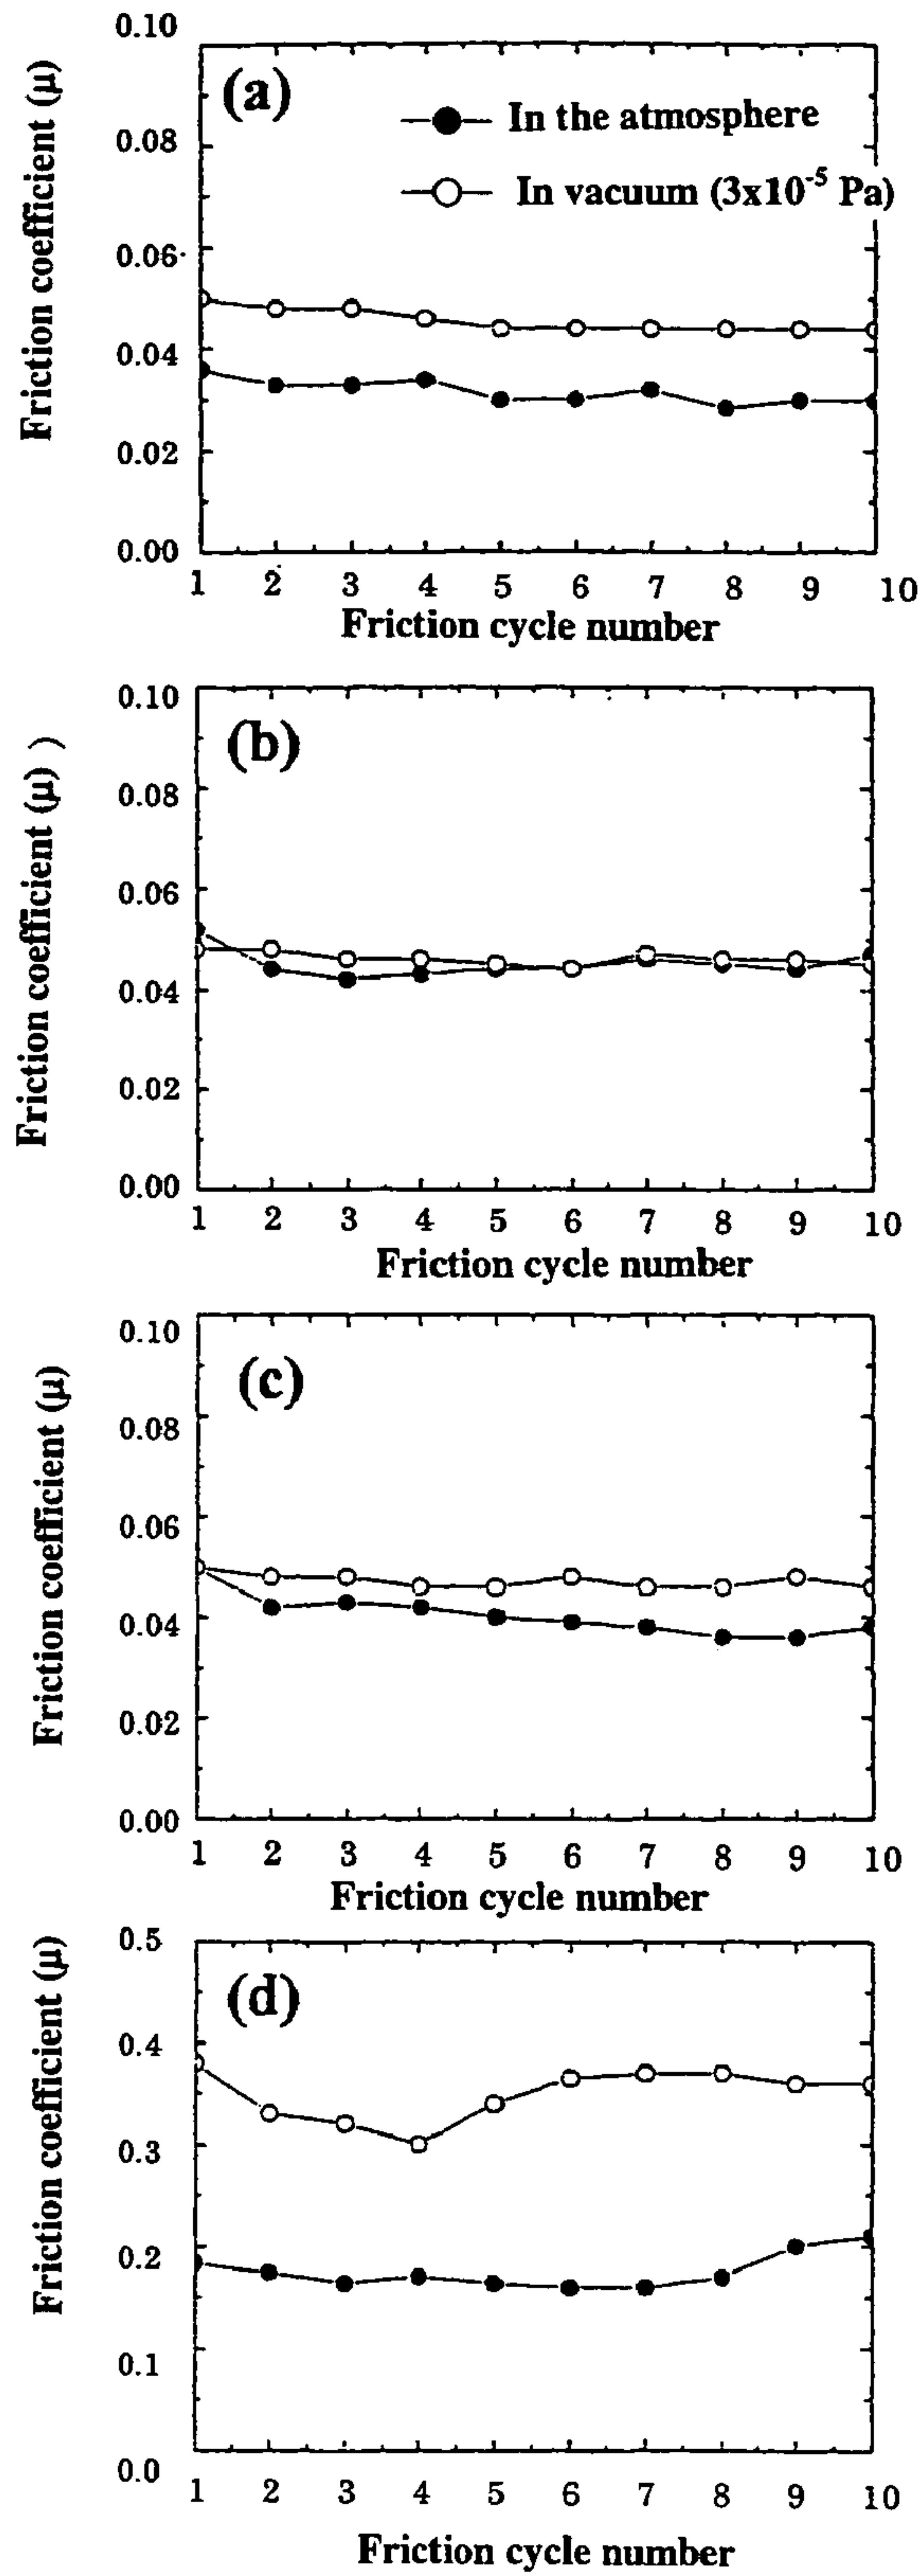 0.10
(a)
In the atmosphere
0.08
In vacuum (3x10⁻⁵ Pa)
Friction coefficient (μ)
0.06
0.04
0.02
0.00
1 2 3 4 5 6 7 8 9 10
Friction cycle number
0.10
(b)
0.08
Friction coefficient (μ) )
0.06
0.04
0.02
0.00
1 2 3 4 5 6 7 8 9 10
Friction cycle number
0.10
(c)
0.08
Friction coefficient (μ)
0.06
0.04
0.02
0.00
1 2 3 4 5 6 7 8 9 10
Friction cycle number
0.5
(d)
0.4
Friction coefficient (μ)
0.3
0.2
0.1
0.0
1 2 3 4 5 6 7 8 9 10
Friction cycle number